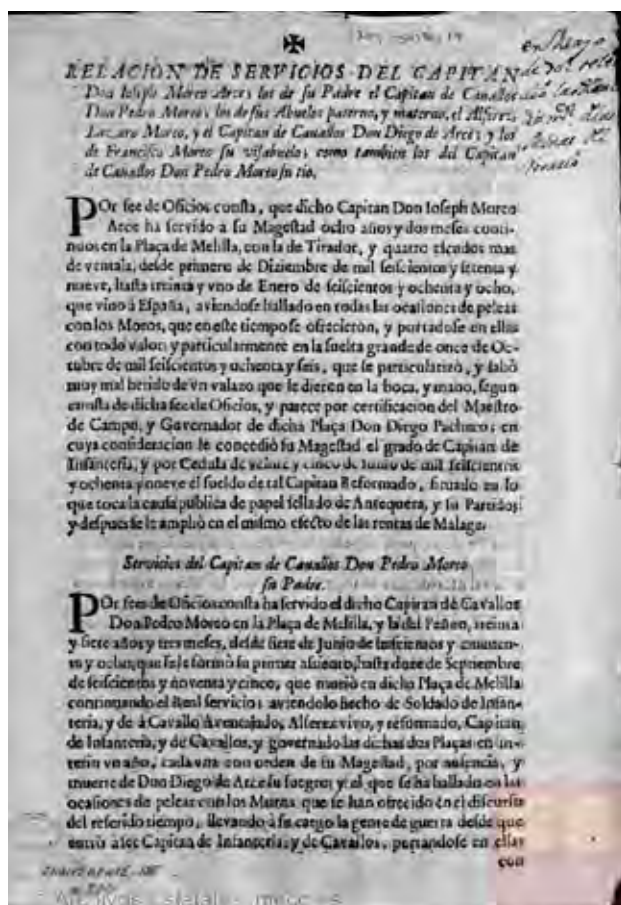 RELACION DE SERVICIOS DEL CAPITAN
Don Ioseph Moreo Arce; los de su Padre el Capitan de Cauallos
Don Pedro Moreo; los de sus Abuelos paterno, y materno, el Alferez
Lazaro Moreo, y el Capitan de Cauallos Don Diego de Arce; y los
de Francisco Moreo su visabuelo; como tambien los del Capitan
de Cauallos Don Pedro Moreo su tio.
POr fee de Oficios consta, que dicho Capitan Don Ioseph Moreo
Arce ha servido à su Magestad ocho años y dos meses conti-
nuos en la Plaça de Melilla, con la de Tirador, y quatro escudos mas
de ventaja, desde primero de Diziembre de mil seiscientos y setenta y
nueve, hasta treinta y vno de Enero de seiscientos y ochenta y ocho,
que vino à España, aviendose hallado en todas las ocasiones de peleas
con los Moros, que en este tiempo se ofrecieron, y portadose en ellas
con todo valor; y particularmente en la suelta grande de once de Oc-
tubre de mil seiscientos y ochenta y seis, que se particularizò, y saliò
muy mal herido de vn valazo que le dieron en la boca, y mano, segun
consta de dicha fee de Oficios, y parece por certificacion del Maestro
de Campo, y Governador de dicha Plaça Don Diego Pacheco; en
cuya consideracion le concediò su Magestad el grado de Capitan de
Infanteria, y por Cedula de veinte y cinco de Iunio de mil seiscientos
y ochenta y nueve el sueldo de tal Capitan Reformado, situado en lo
que toca la causa publica de papel sellado de Antequera, y su Partido;
y despues se le ampliò en el mismo efecto de las rentas de Malaga.
Servicios del Capitan de Cauallos Don Pedro Moreo
su Padre.
POr fees de Oficios consta ha servido el dicho Capitan de Cavallos
Don Pedro Moreo en la Plaça de Melilla, y la del Peñon, treinta
y siete años y tres meses, desde siete de Junio de seiscientos y cinquen-
ta y ocho, que se le formò su primer asiento, hasta doze de Septiembre
de seiscientos y noventa y cinco, que muriò en dicha Plaça de Melilla
continuando el Real servicio; aviendolo hecho de Soldado de Infan-
teria, y de à Cavallo Aventajado, Alferez vivo, y reformado, Capitan
de Infanteria, y de Cavallos, y governado las dichas dos Plaças en in-
terin vn año, cada vna con orden de su Magestad, por ausencia, y
muerte de Don Diego de Arce su suegro; y el que se ha hallado en las
ocasiones de pelear con los Moros que se han ofrecido en el discurso
del referido tiempo, llevando à su cargo la gente de guerra desde que
entrò à ser Capitan de Infanteria, y de Cavallos, portandose en ellas
con